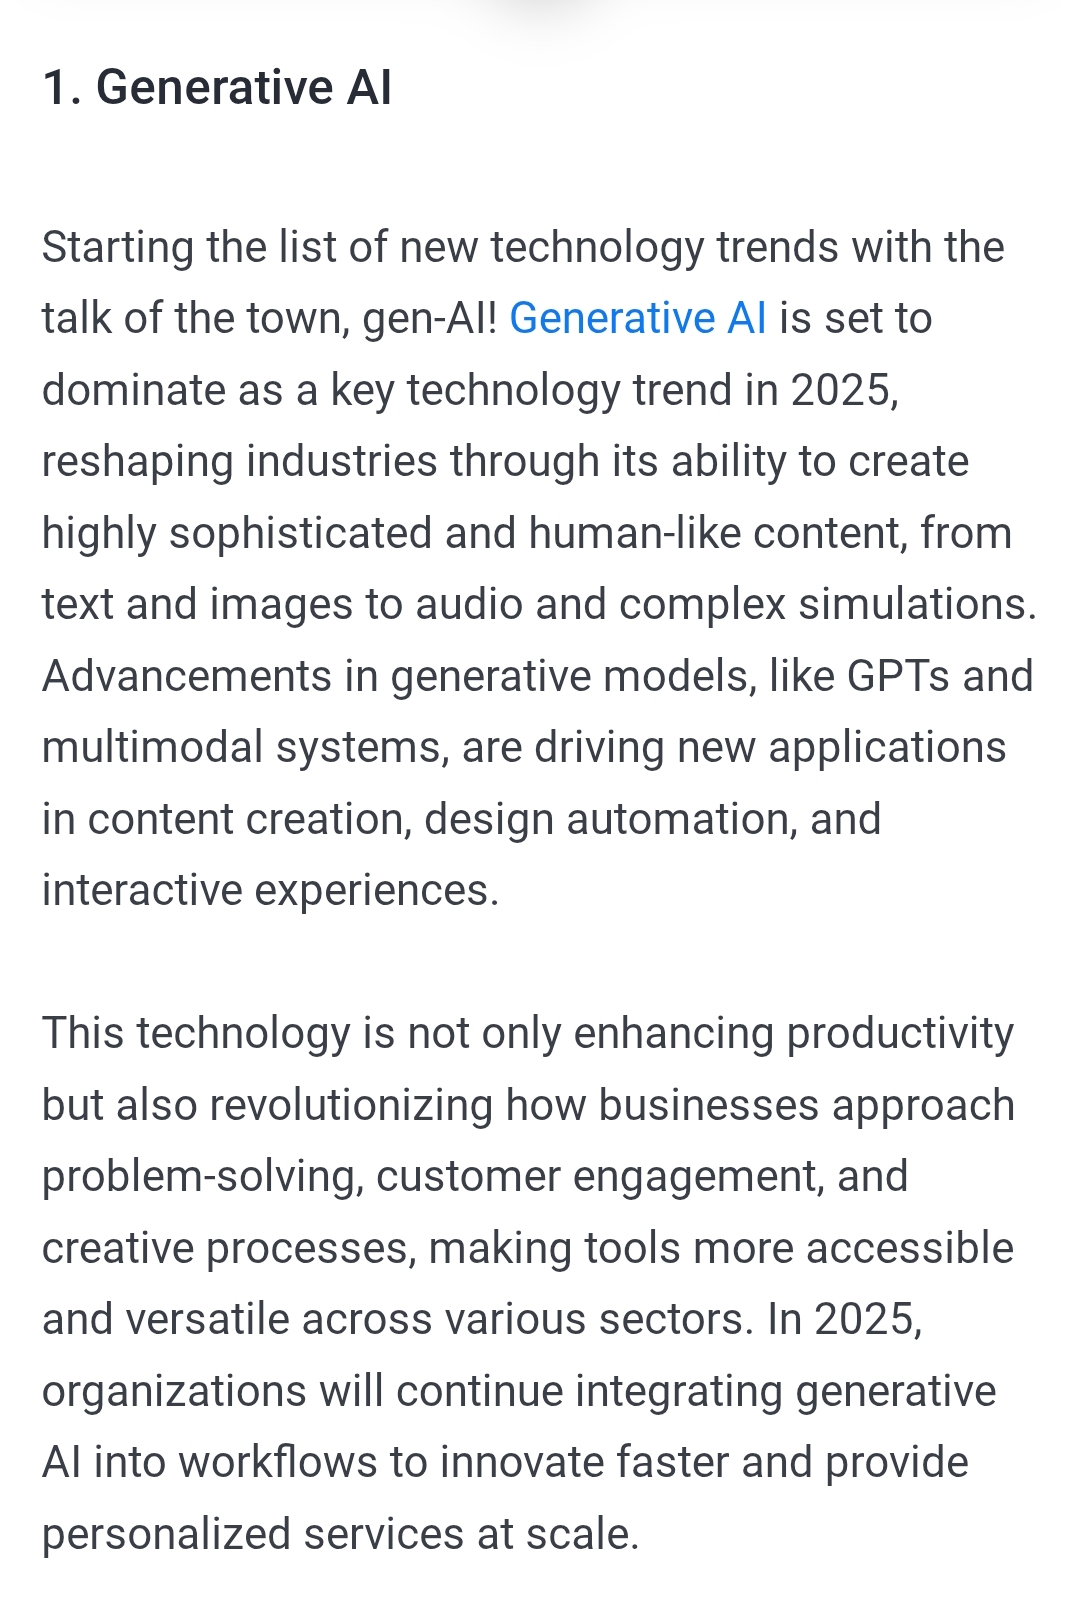 1. Generative AI
Starting the list of new technology trends with the
talk of the town, gen-AI! Generative AI is set to
dominate as a key technology trend in 2025,
reshaping industries through its ability to create
highly sophisticated and human-like content, from
text and images to audio and complex simulations.
Advancements in generative models, like GPTs and
multimodal systems, are driving new applications
in content creation, design automation, and
interactive experiences.
This technology is not only enhancing productivity
but also revolutionizing how businesses approach
problem-solving, customer engagement, and
creative processes, making tools more accessible
and versatile across various sectors. In 2025,
organizations will continue integrating generative
AI into workflows to innovate faster and provide
personalized services at scale.